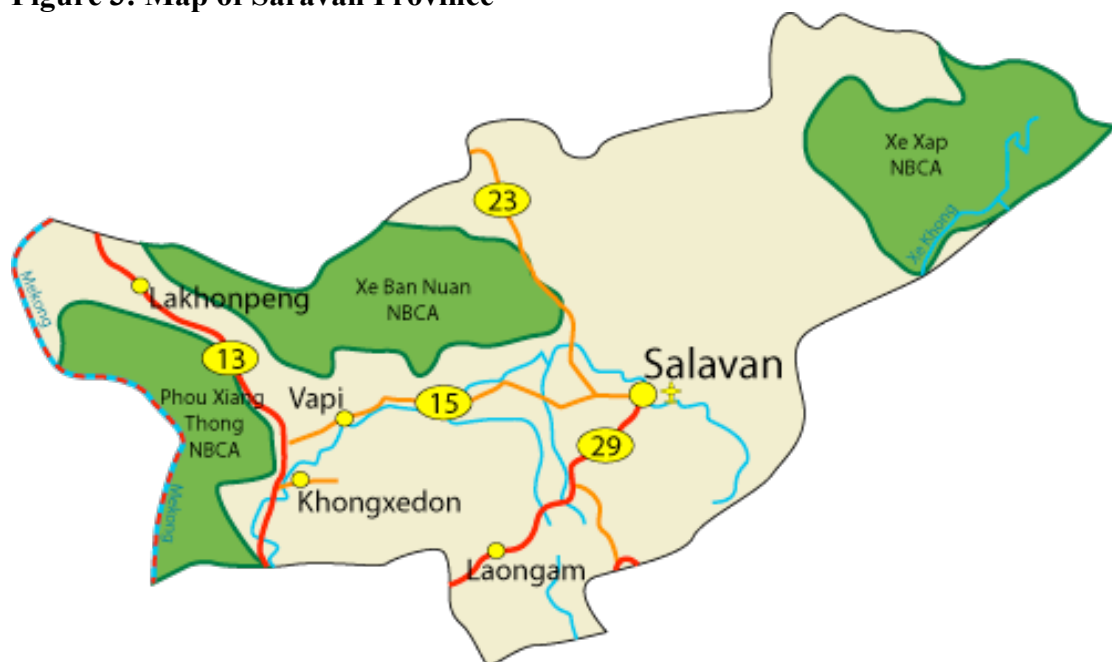 Figure Map of Saravan Province
Xe Xap
NBCA
Xe Khong
23
Mekong
Lakhonpeng
Xe Ban Nuan
NBCA
13
Salavan
Phou Xiang
Thong
NBCA
Vapi
15
29
Khongxedon
Mekong
Laongam